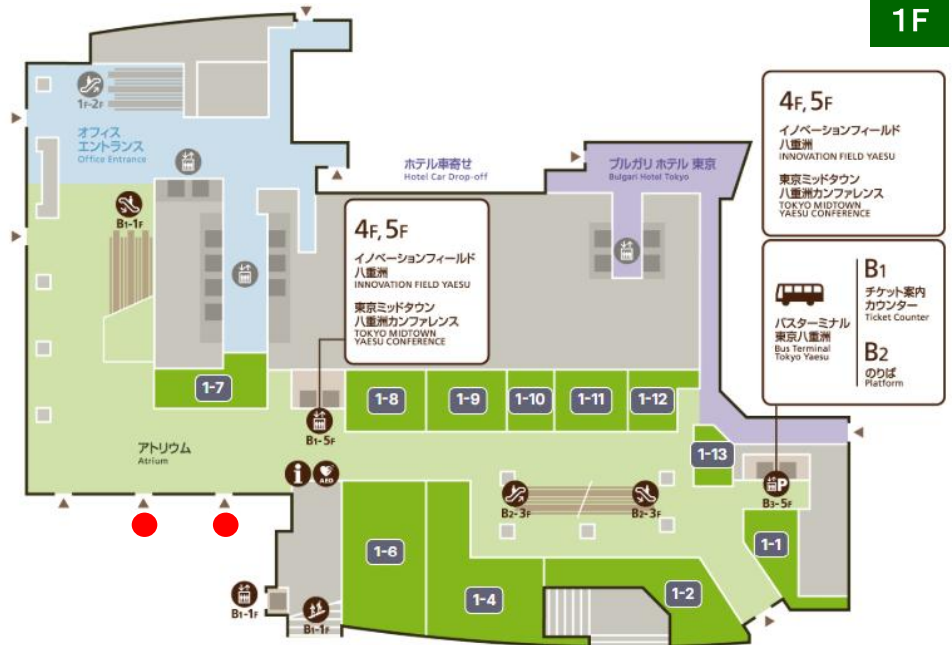 1F
1F-2F
オフィス
エントランス
Office Entrance
B1-1F
ホテル車寄せ
Hotel Car Drop-off
ブルガリ ホテル 東京
Bulgari Hotel Tokyo
4F, 5F
イノベーションフィールド
八重洲
INNOVATION FIELD YAESU
東京ミッドタウン
八重洲カンファレンス
TOKYO MIDTOWN
YAESU CONFERENCE
4F, 5F
イノベーションフィールド
八重洲
INNOVATION FIELD YAESU
東京ミッドタウン
八重洲カンファレンス
TOKYO MIDTOWN
YAESU CONFERENCE
バスターミナル
東京八重洲
Bus Terminal
Tokyo Yaesu
B1
チケット案内
カウンター
Ticket Counter
B2
のりば
Platform
1-7
1-8
1-9
1-10
1-11
1-12
1-13
B1-5F
アトリウム
Atrium
i
AED
P
B3-5F
B2-3F
B2-3F
1-6
1-4
1-2
1-1
B1-1F
B1-1F